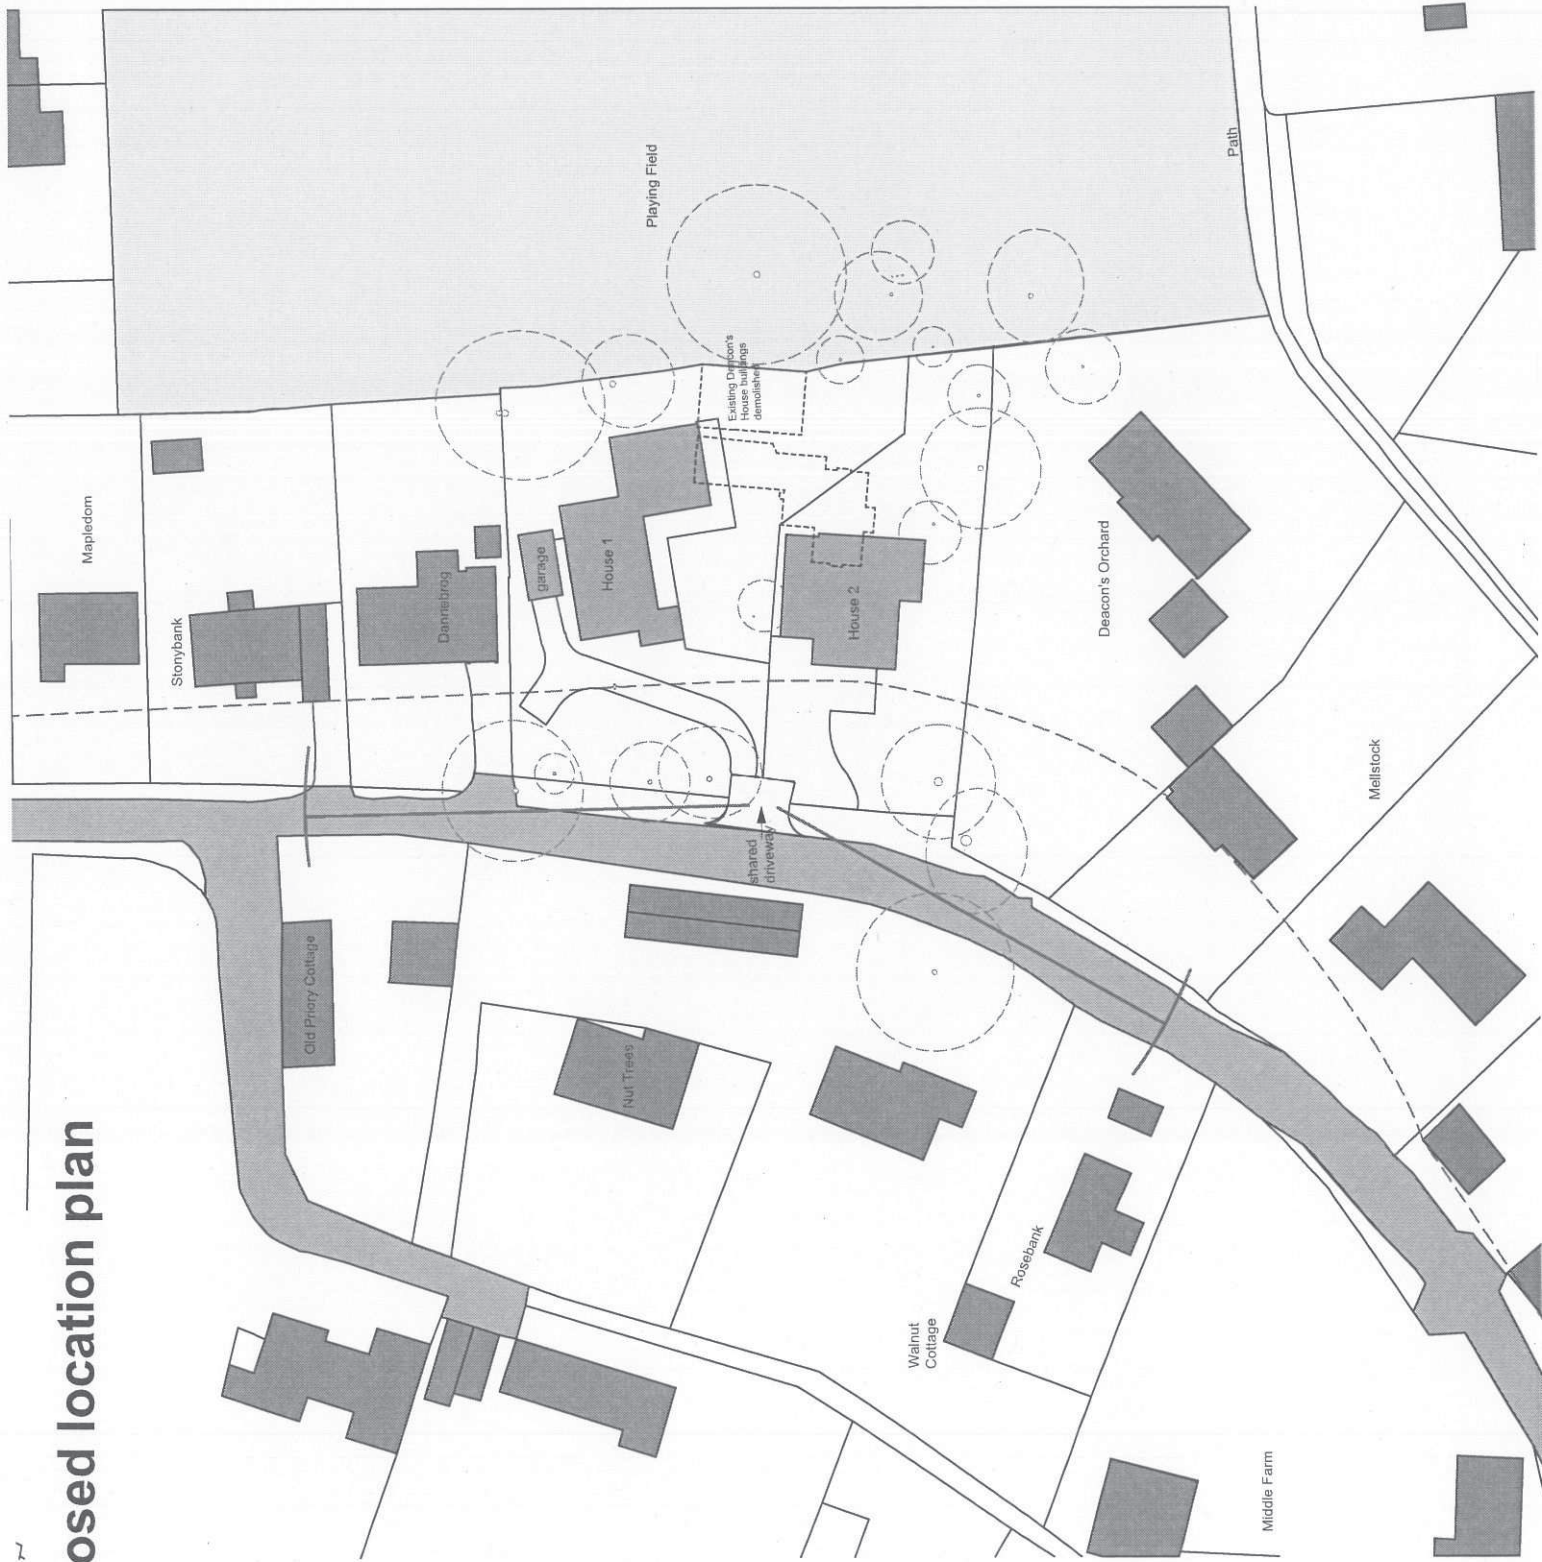 osed location plan
Mapledom
Stonybank
Dannebrog
garage
House 1
House 2
Existing Deacon's
House buildings
demolished
Playing Field
Path
Deacon's Orchard
Mellstock
shared
driveway
Old Priory Cottage
Nut Trees
Walnut
Cottage
Rosebank
Middle Farm